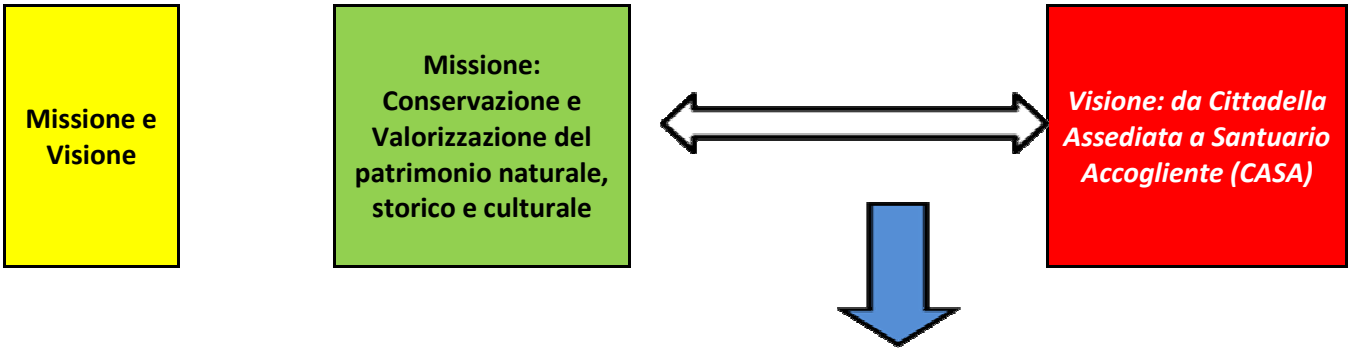 Missione e
Visione
Missione:
Conservazione e
Valorizzazione del
patrimonio naturale,
storico e culturale
Visione: da Cittadella
Assediata a Santuario
Accogliente (CASA)